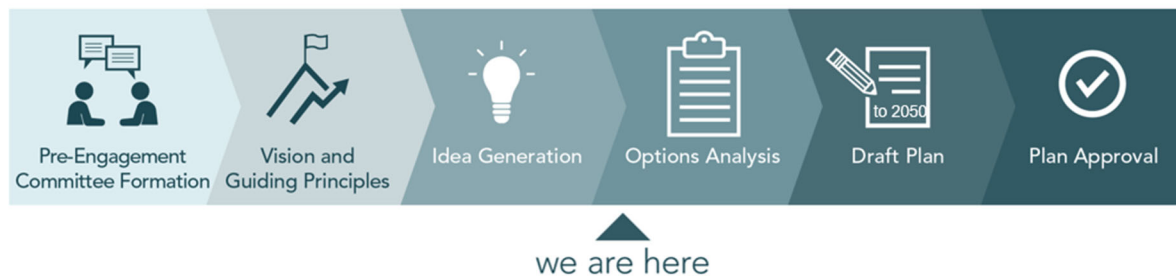 Pre-Engagement
Committee Formation
Vision and
Guiding Principles
Idea Generation
Options Analysis
to 2050
Draft Plan
Plan Approval
we are here